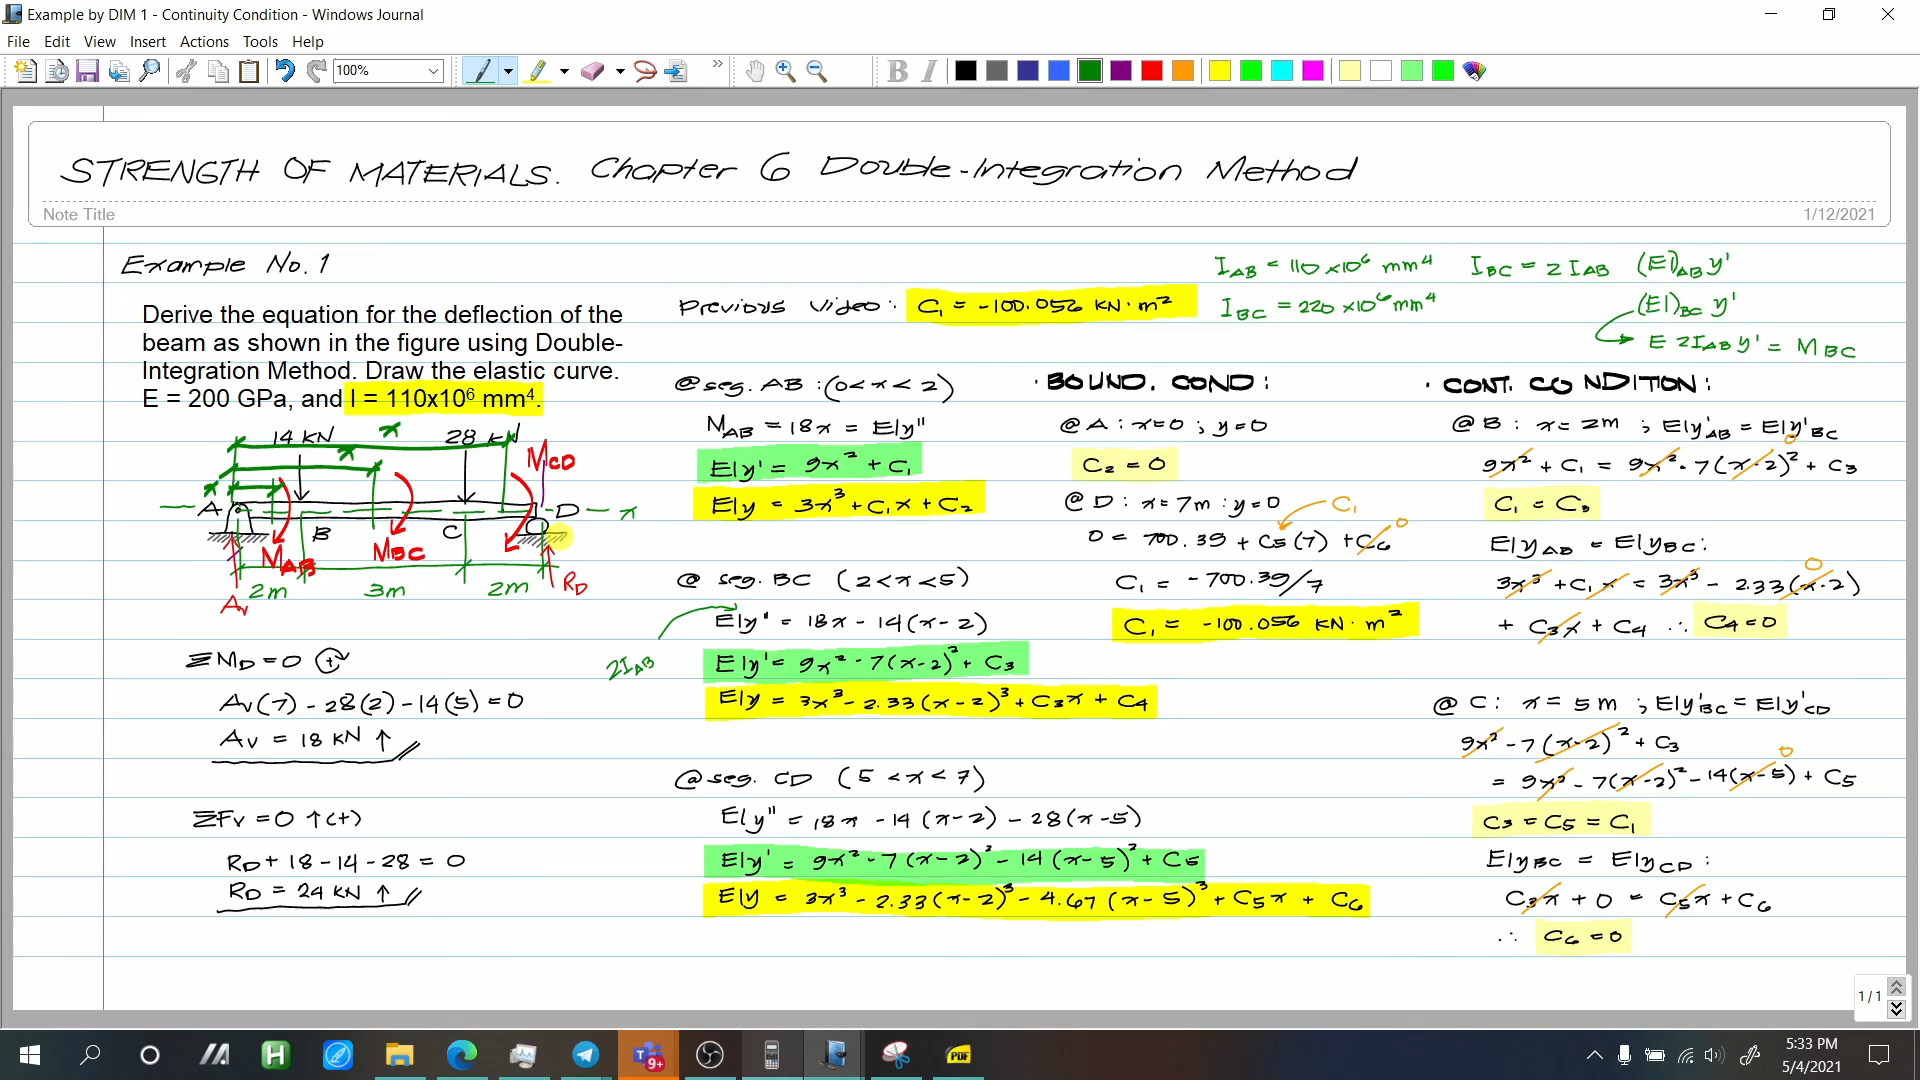 Example by DIM 1 - Continuity Condition - Windows Journal
File Edit View Insert Actions Tools Help
100%
STRENGTH OF MATERIALS. Chapter 6 Double-Integration Method
Note Title
1/12/2021
Example No. 1
Derive the equation for the deflection of the
beam as shown in the figure using Double-
Integration Method. Draw the elastic curve.
E = 200 GPa, and I = 110x10⁶ mm⁴.
14 KN x 28 KN
x
MCD
x
A D x
B C
MAB MBC
2m 3m 2m RD
Av
ΣMD = 0 (+)
Av(7) - 28(2) - 14(5) = 0
Av = 18 KN ↑
ΣFv = 0 ↑(+)
RD + 18 - 14 - 28 = 0
RD = 24 KN ↑
Previous Video: C1 = -100.056 KN·m²
IAB = 110 x10⁶ mm⁴
IBC = 220 x10⁶ mm⁴
IBC = 2 IAB (EI)AB y'
(EI)BC y'
E 2IAB y' = MBC
@ seg. AB : (0 < x < 2)
MAB = 18x = EIy"
EIy' = 9x² + C1
EIy = 3x³ + C1x + C2
@ seg. BC (2 < x < 5)
EIy" = 18x - 14(x-2)
2IAB
EIy' = 9x² - 7(x-2)² + C3
EIy = 3x³ - 2.33(x-2)³ + C3x + C4
@ seg. CD (5 < x < 7)
EIy" = 18x - 14(x-2) - 28(x-5)
EIy' = 9x² - 7(x-2)² - 14(x-5)² + C5
EIy = 3x³ - 2.33(x-2)³ - 4.67(x-5)³ + C5x + C6
· BOUND. COND:
@ A : x=0 ; y=0
C2 = 0
@ D : x=7m : y=0
C1
0 = 700.39 + C5(7) + C6 0
C1 = -700.39/7
C1 = -100.056 KN·m²
· CONT. CONDITION:
@ B : x = 2m ; EIy'AB = EIy'BC
9x² + C1 = 9x² - 7(x-2)² 0 + C3
C1 = C3
EIyAB = EIyBC:
3x³ + C1x = 3x³ - 2.33(x-2) 0
+ C3x + C4 ∴ C4 = 0
@ C: x = 5 m ; EIy'BC = EIy'CD
9x² - 7(x-2)² + C3
= 9x² - 7(x-2)² - 14(x-5) 0 + C5
C3 = C5 = C1
EIyBC = EIyCD:
C3x + 0 = C5x + C6
∴ C6 = 0
1/1
9+
PDF
5:33 PM
5/4/2021